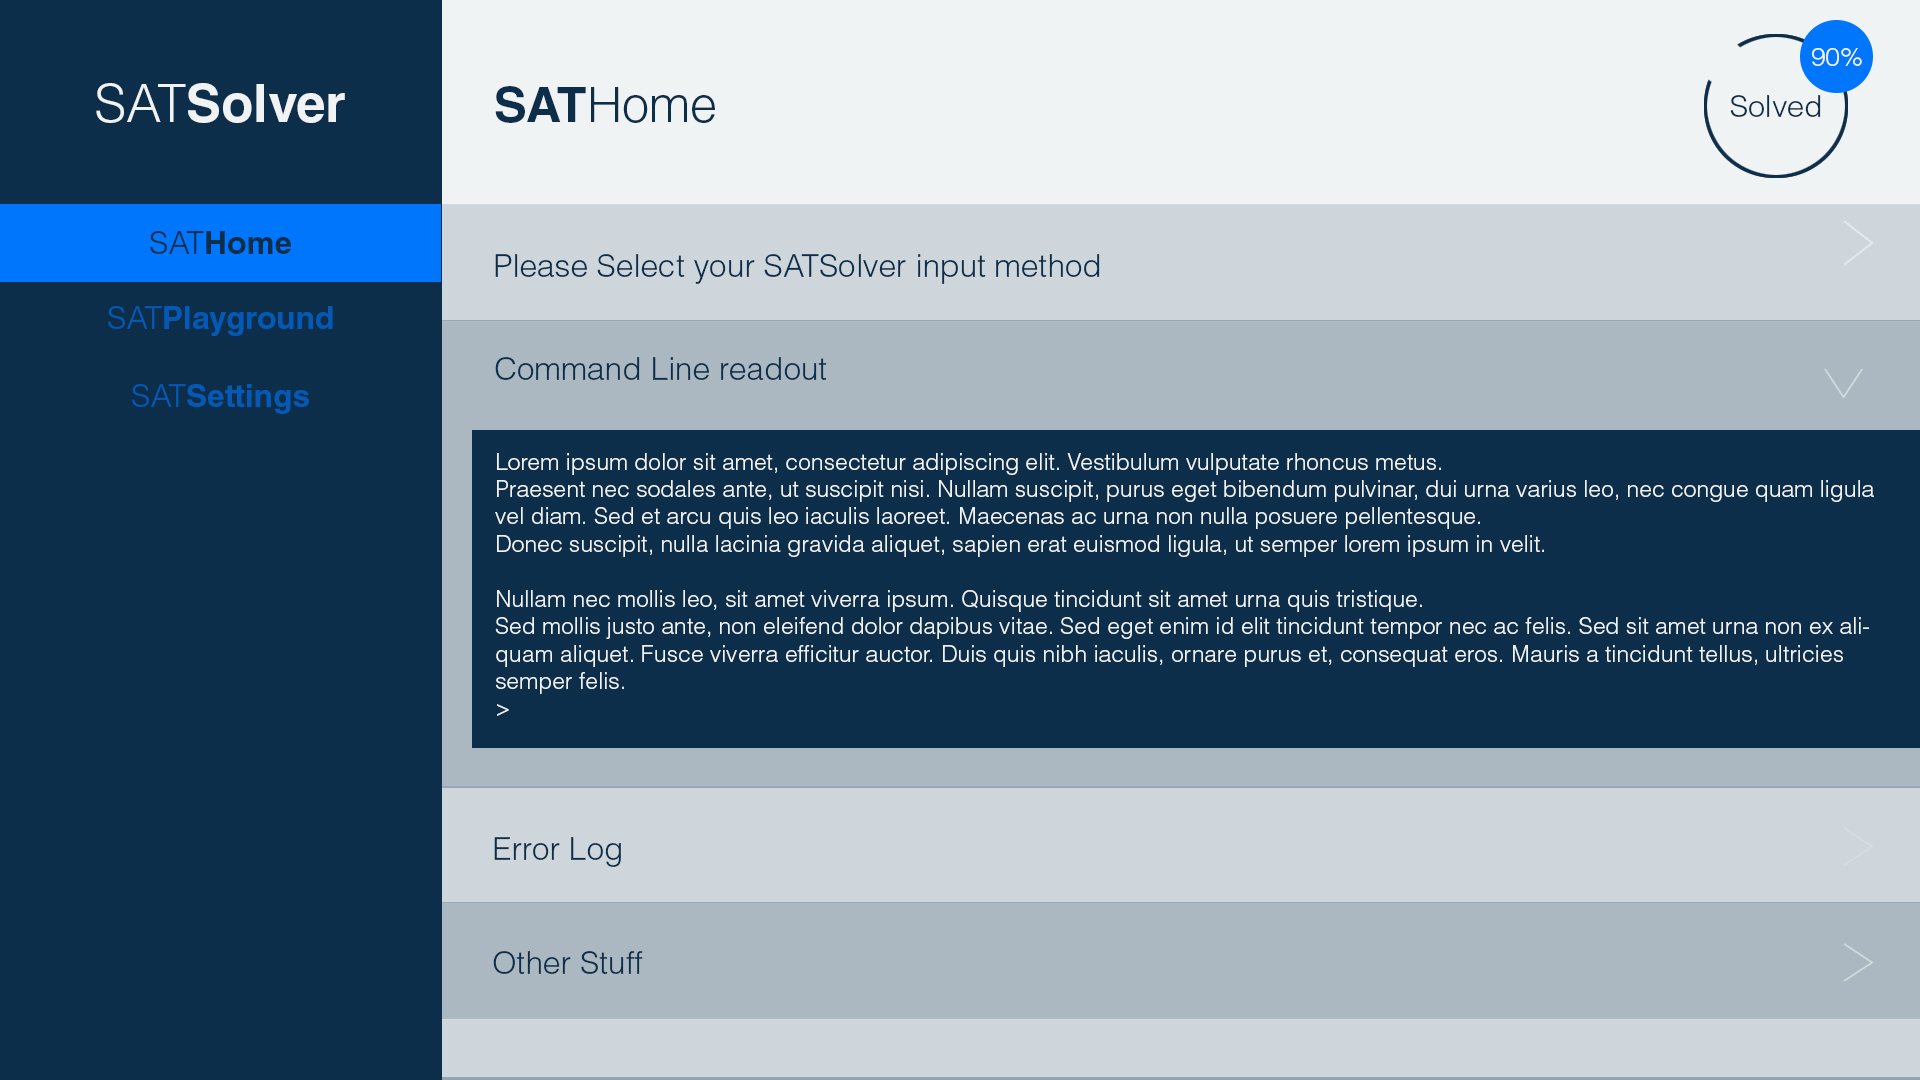 SATSolver
SATHome
90%
Solved
SATHome
SATPlayground
SATSettings
Please Select your SATSolver input method
Command Line readout
Lorem ipsum dolor sit amet, consectetur adipiscing elit. Vestibulum vulputate rhoncus metus.
Praesent nec sodales ante, ut suscipit nisi. Nullam suscipit, purus eget bibendum pulvinar, dui urna varius leo, nec congue quam ligula
vel diam. Sed et arcu quis leo iaculis laoreet. Maecenas ac urna non nulla posuere pellentesque.
Donec suscipit, nulla lacinia gravida aliquet, sapien erat euismod ligula, ut semper lorem ipsum in velit.
Nullam nec mollis leo, sit amet viverra ipsum. Quisque tincidunt sit amet urna quis tristique.
Sed mollis justo ante, non eleifend dolor dapibus vitae. Sed eget enim id elit tincidunt tempor nec ac felis. Sed sit amet urna non ex ali-
quam aliquet. Fusce viverra efficitur auctor. Duis quis nibh iaculis, ornare purus et, consequat eros. Mauris a tincidunt tellus, ultricies
semper felis.
>
Error Log
Other Stuff